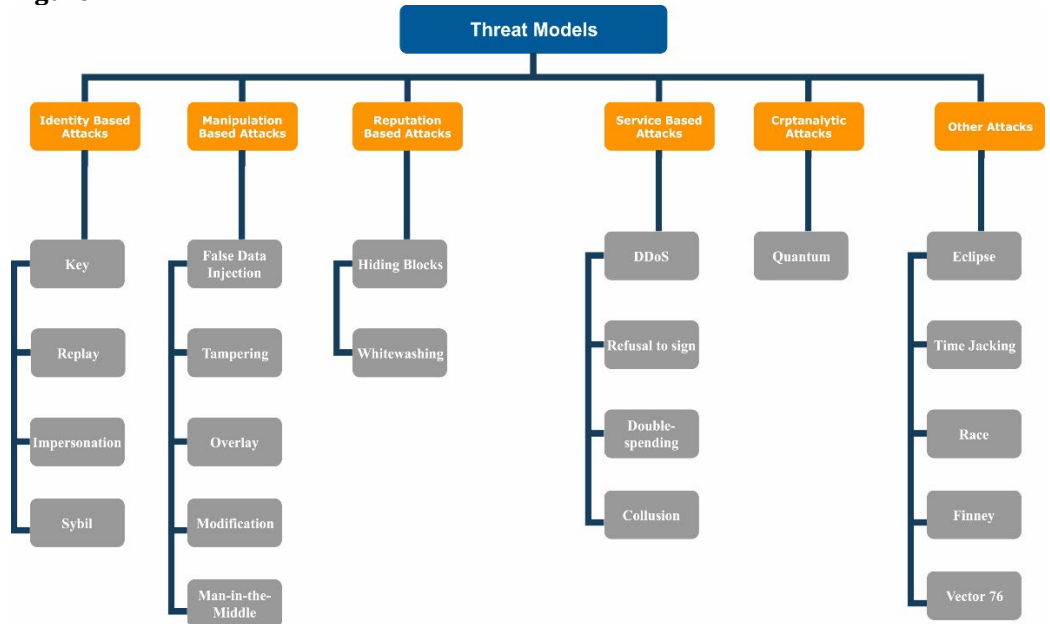 Threat Models
Identity Based
Attacks
Manipulation
Based Attacks
Reputation
Based Attacks
Service Based
Attacks
Crptanalytic
Attacks
Other Attacks
Key
Replay
Impersonation
Sybil
False Data
Injection
Tampering
Overlay
Modification
Man-in-the-
Middle
Hiding Blocks
Whitewashing
DDoS
Refusal to sign
Double-
spending
Collusion
Quantum
Eclipse
Time Jacking
Race
Finney
Vector 76